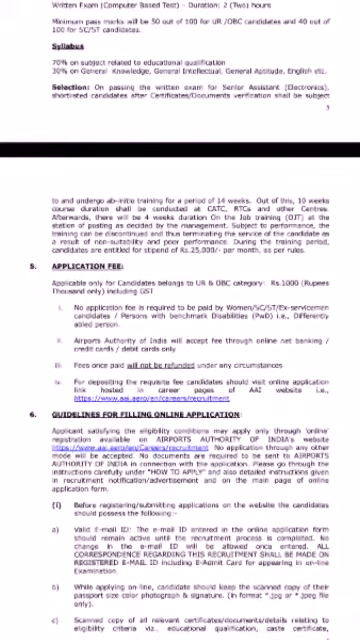 Written Exam (Computer Based Test) – Duration: 2 (Two) hours
Minimum pass marks will be 50 out of 100 for UR /OBC candidates and 40 out of
100 for SC/ST candidates.
Syllabus
70% on subject related to educational qualification
30% on General Knowledge, General Intellectual, General Aptitude, English etc.
Selection: On passing the written exam for Senior Assistant (Electronics),
shortlisted candidates after Certificates/Documents verification shall be subject
5
to and undergo ab-initio training for a period of 14 weeks. Out of this, 10 weeks
course duration shall be conducted at CATC, RTCs and other Centres.
Afterwards, there will be 4 weeks duration On the Job training (OJT) at the
station of posting as decided by the management. Subject to performance, the
training can be discontinued and thus terminating the service of the candidate as
a result of non-suitability and poor performance. During the training period,
candidates are entitled for stipend of Rs.25,000/- per month, as per rules.
5. APPLICATION FEE:
Applicable only for Candidates belongs to UR & OBC category: Rs.1000 (Rupees
Thousand only) including GST
i. No application fee is required to be paid by Women/SC/ST/Ex-servicemen
candidates / Persons with benchmark Disabilities (PwD) i.e., Differently
abled person.
ii. Airports Authority of India will accept fee through online net banking /
credit cards / debit cards only
iii. Fees once paid will not be refunded under any circumstances
iv. For depositing the requisite fee candidates should visit online application
link hosted in career pages of AAI website i.e.,
https://www.aai.aero/en/careers/recruitment
6. GUIDELINES FOR FILLING ONLINE APPLICATION:
Applicant satisfying the eligibility conditions may apply only through 'online'
registration available on AIRPORTS AUTHORITY OF INDIA's website
https://www.aai.aero/en/careers/recruitment No application through any other
mode will be accepted. No documents are required to be sent to AIRPORTS
AUTHORITY OF INDIA in connection with the application. Please go through the
instructions carefully under "HOW TO APPLY" and also detailed instructions given
in recruitment notification/advertisement and on the main page of online
application form.
(i) Before registering/submitting applications on the website the candidates
should possess the following:-
a) Valid E-mail ID: The e-mail ID entered in the online application form
should remain active until the recruitment process is completed. No
change in the e-mail ID will be allowed once entered. ALL
CORRESPONDENCE REGARDING THIS RECRUITMENT SHALL BE MADE ON
REGISTERED E-MAIL ID including E-Admit Card for appearing in on-line
Examination.
b) While applying on-line, candidate should keep the scanned copy of their
passport size color photograph & signature. (in format *.jpg or *.jpeg file
only).
c) Scanned copy of all relevant certificates/documents/details relating to
eligibility criteria viz., educational qualification, caste certificate,